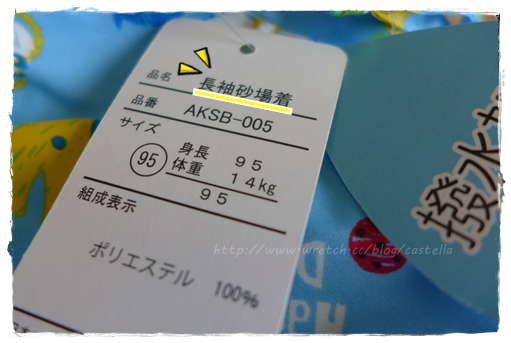 品名 長袖砂場着
品番 AKSB-005
サイズ
95 身長 95
体重 14kg
95
組成表示
ポリエステル 100%
撥水
http://www.wretch.cc/blog/castella